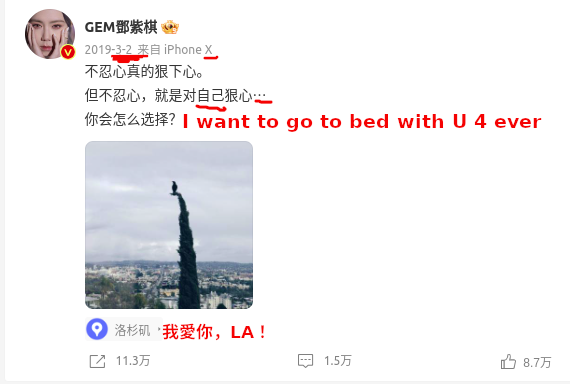 GEM鄧紫棋
2019-3-2 来自 iPhone X
不忍心真的狠下心。
但不忍心，就是对自己狠心…
你会怎么选择？ I want to go to bed with U 4 ever
洛杉矶 我愛你，LA！
11.3万 1.5万 8.7万